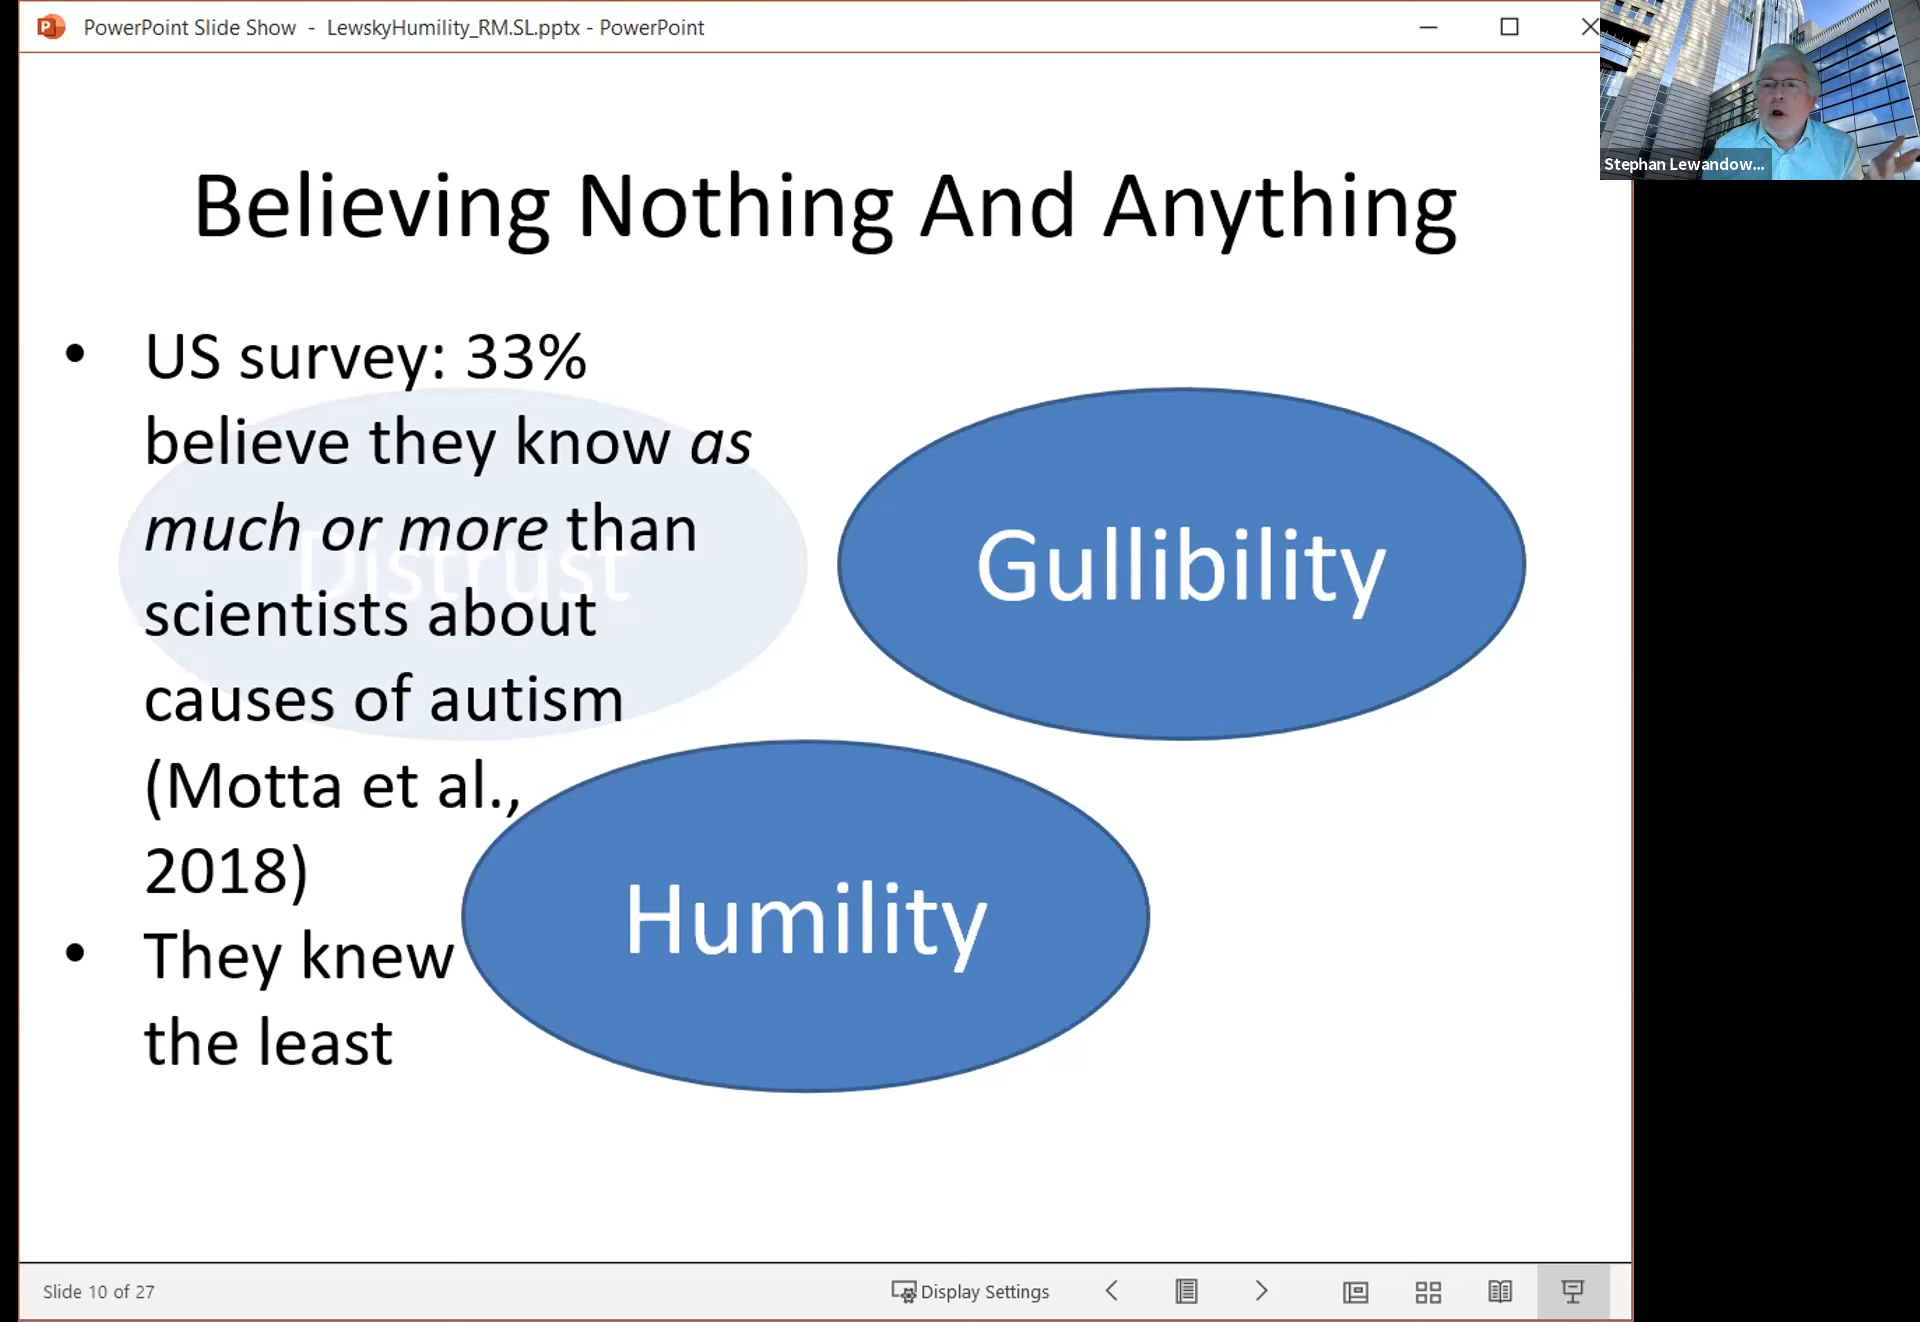 PowerPoint Slide Show - LewskyHumility_RM.SL.pptx - PowerPoint
Stephan Lewandow...
Believing Nothing And Anything
• US survey: 33%
believe they know as
much or more than
scientists about
causes of autism
(Motta et al.,
2018)
• They knew
the least
Distrust
Gullibility
Humility
Slide 10 of 27
Display Settings